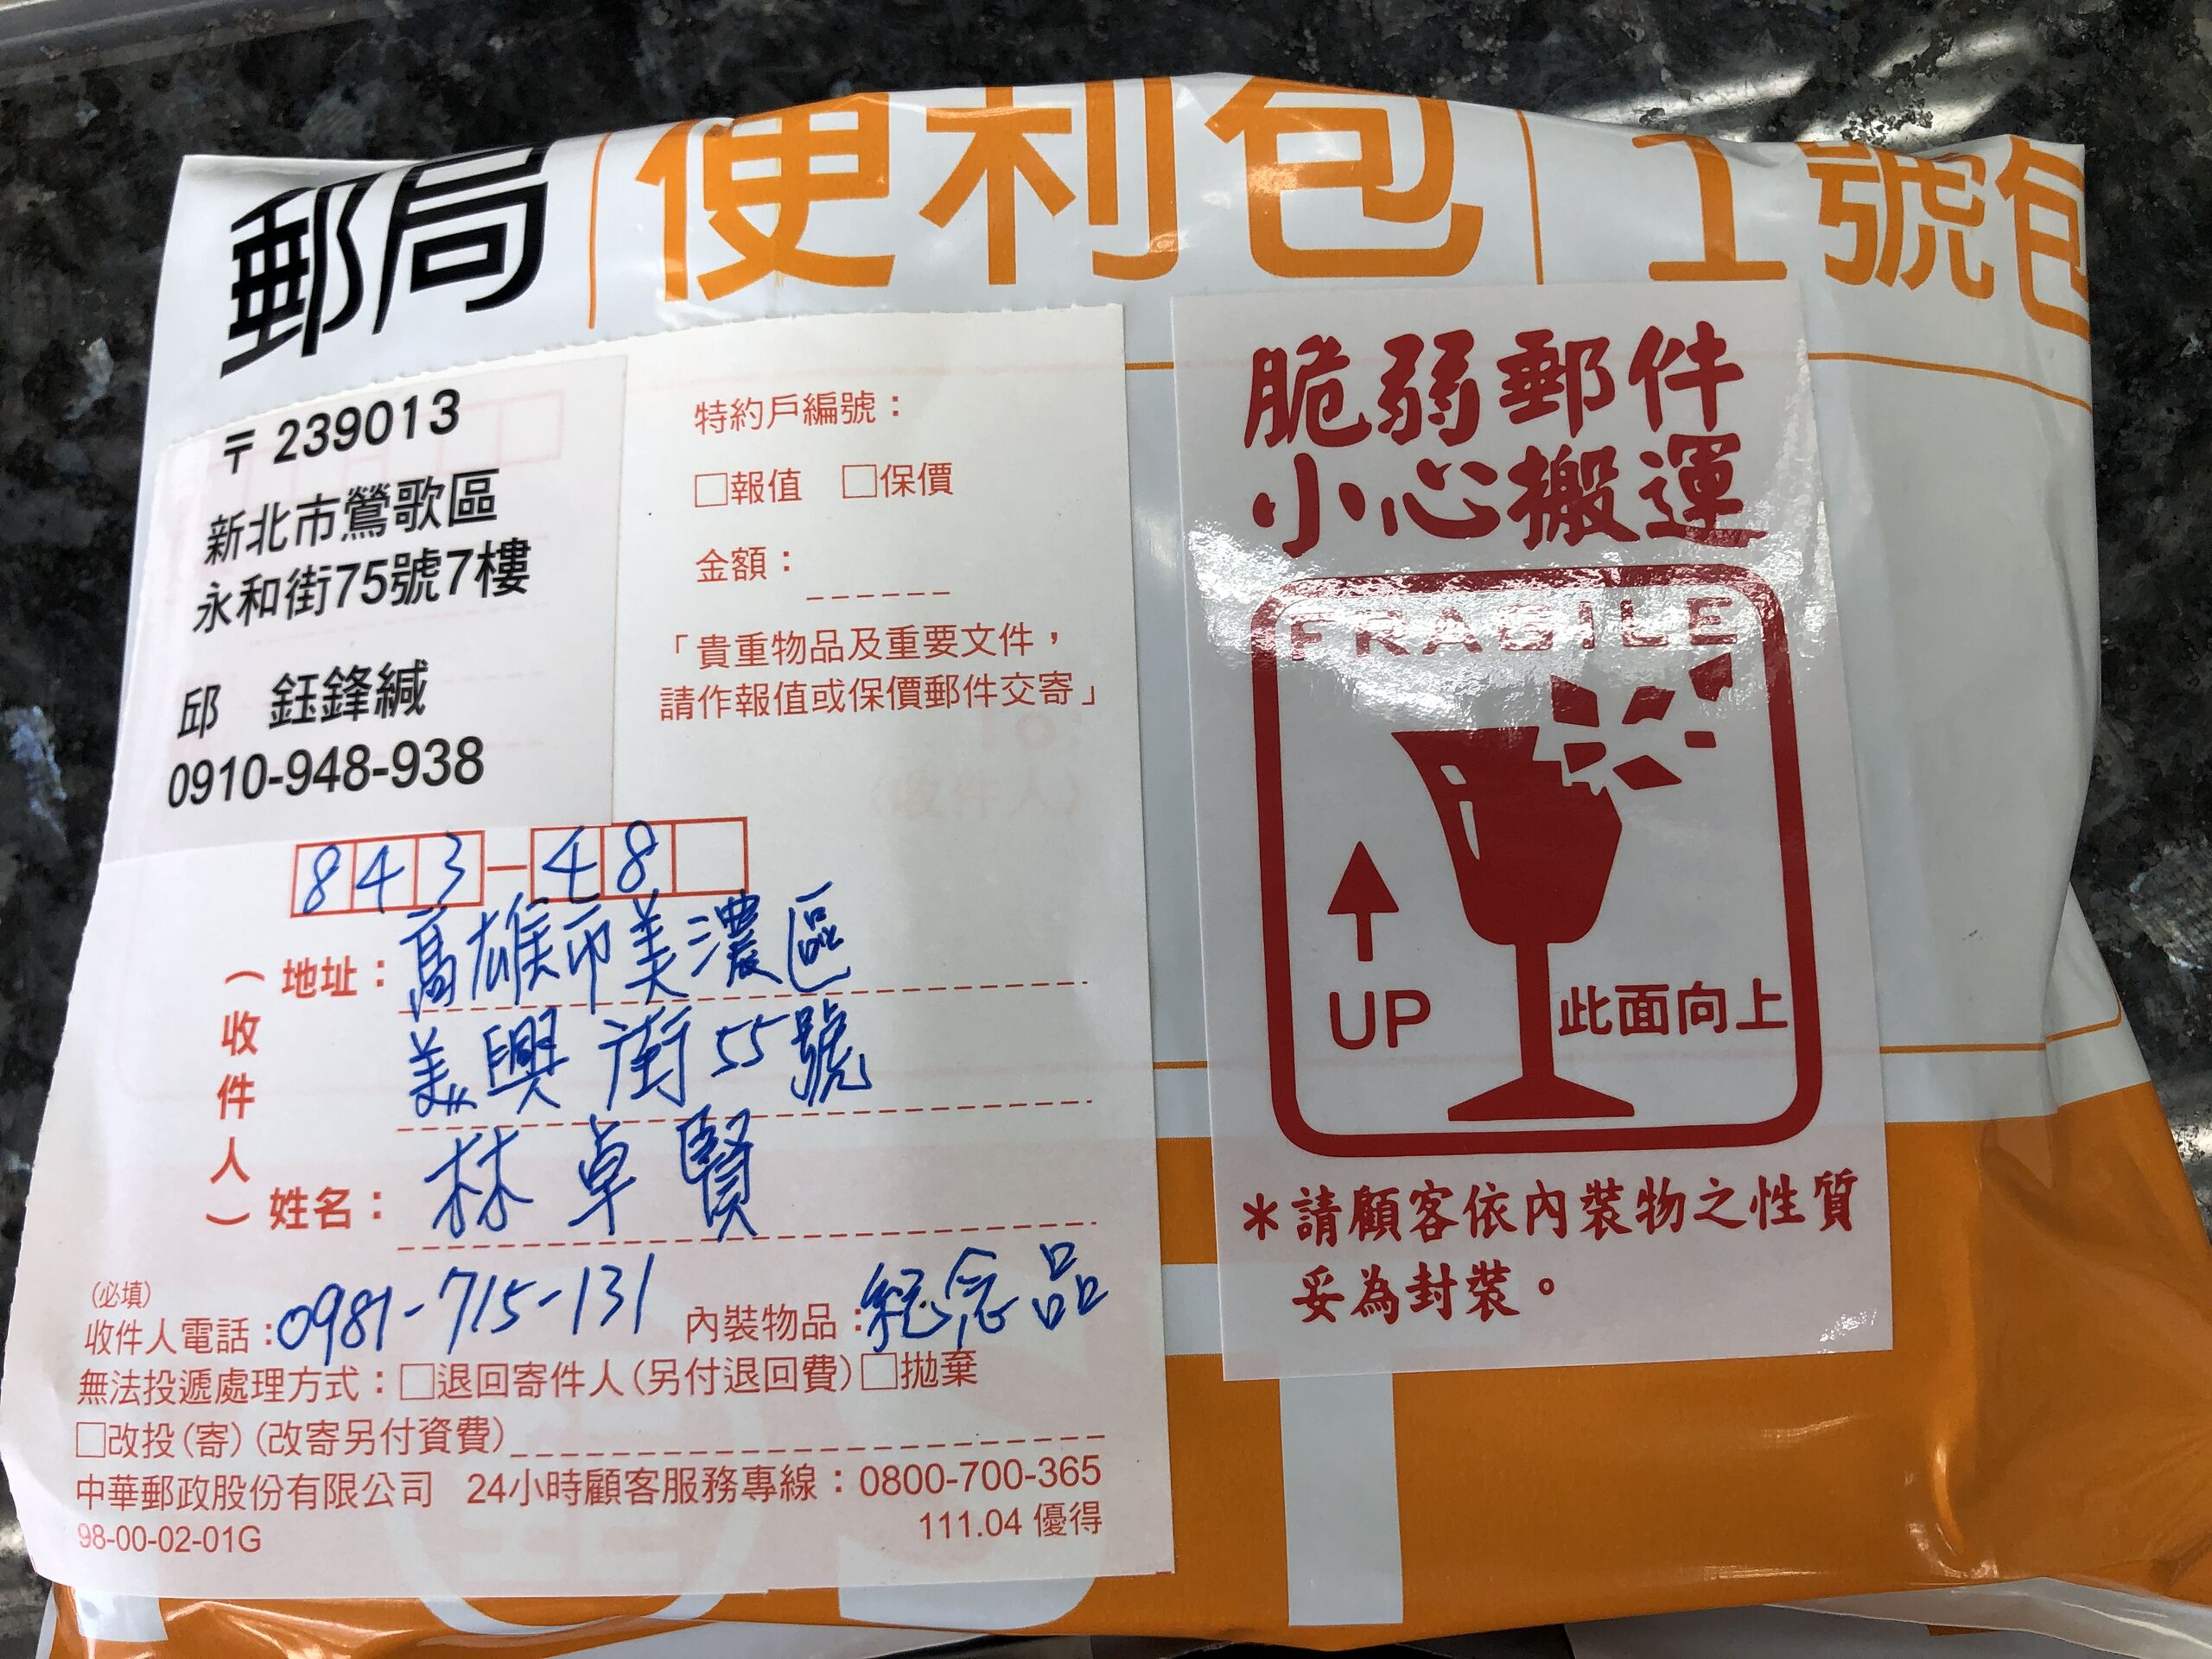 郵局 便利包 1號包
〒239013
新北市鶯歌區
永和街75號7樓
邱 鈺鋒緘
0910-948-938
特約戶編號：
□報值 □保價
金額：
「貴重物品及重要文件，
請作報值或保價郵件交寄」
843-48
（收件人）
地址：高雄市美濃區
美興街55號
姓名：林卓賢
(必填)
收件人電話：0981-715-131 內裝物品：紀念品
無法投遞處理方式：□退回寄件人(另付退回費)□拋棄
□改投(寄)(改寄另付資費)
中華郵政股份有限公司 24小時顧客服務專線：0800-700-365
98-00-02-01G 111.04 優得
脆弱郵件
小心搬運
FRAGILE
UP 此面向上
＊請顧客依內裝物之性質
妥為封裝。